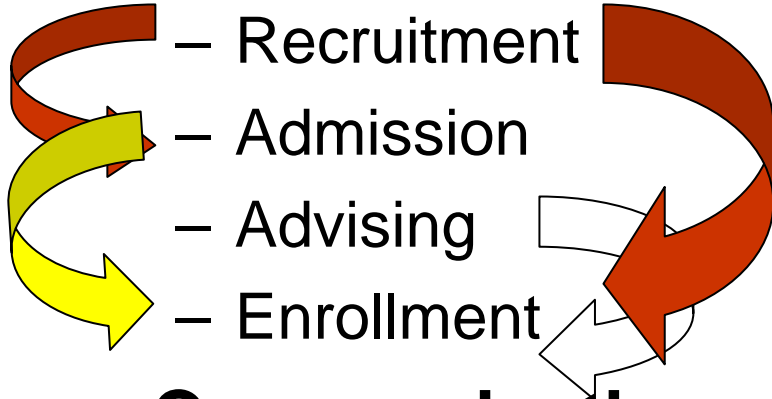 – Recruitment
– Admission
– Advising
– Enrollment